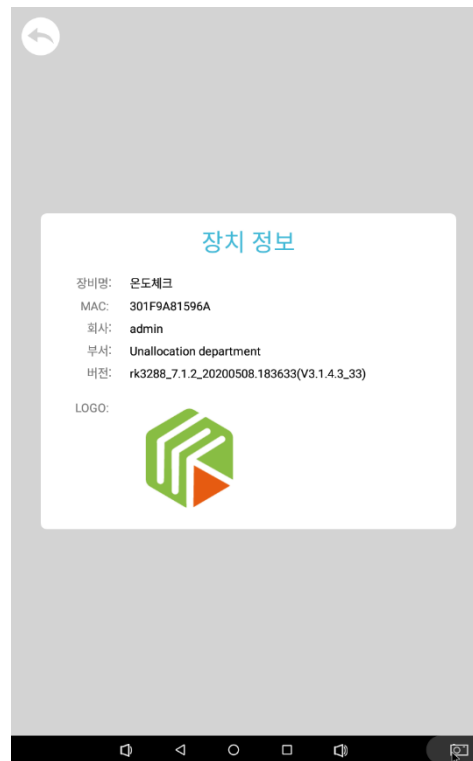 장치 정보
장비명: 온도체크
MAC: 301F9A81596A
회사: admin
부서: Unallocation department
버전: rk3288_7.1.2_20200508.183633(V3.1.4.3_33)
LOGO: